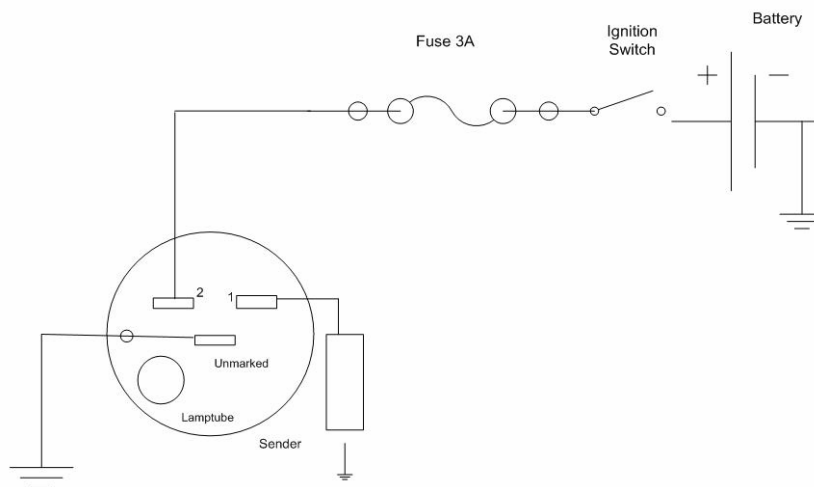 Battery
Ignition
Switch
Fuse 3A
+
−
2
1
Unmarked
Lamptube
Sender